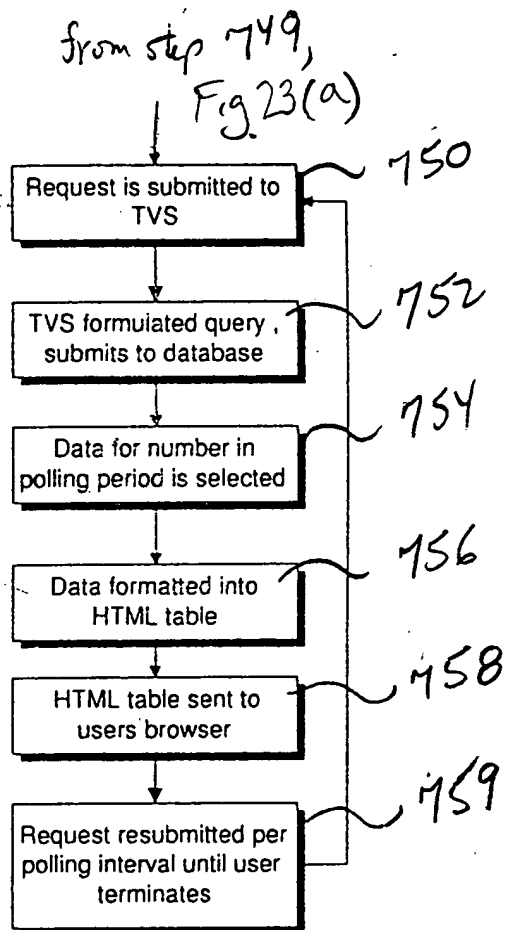 from step 749,
Fig 23(a)
750
Request is submitted to
TVS
752
TVS formulated query ,
submits to database
754
Data for number in
polling period is selected
756
Data formatted into
HTML table
758
HTML table sent to
users browser
759
Request resubmitted per
polling interval until user
terminates